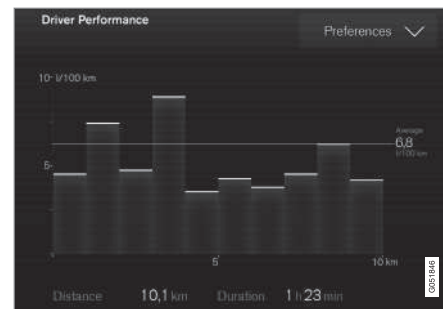 Driver Performance
Preferences
10- l/100 km
Average
6,8
l/100 km
5-
5
10 km
Distance 10,1 km Duration 1 h 23 min
G051846